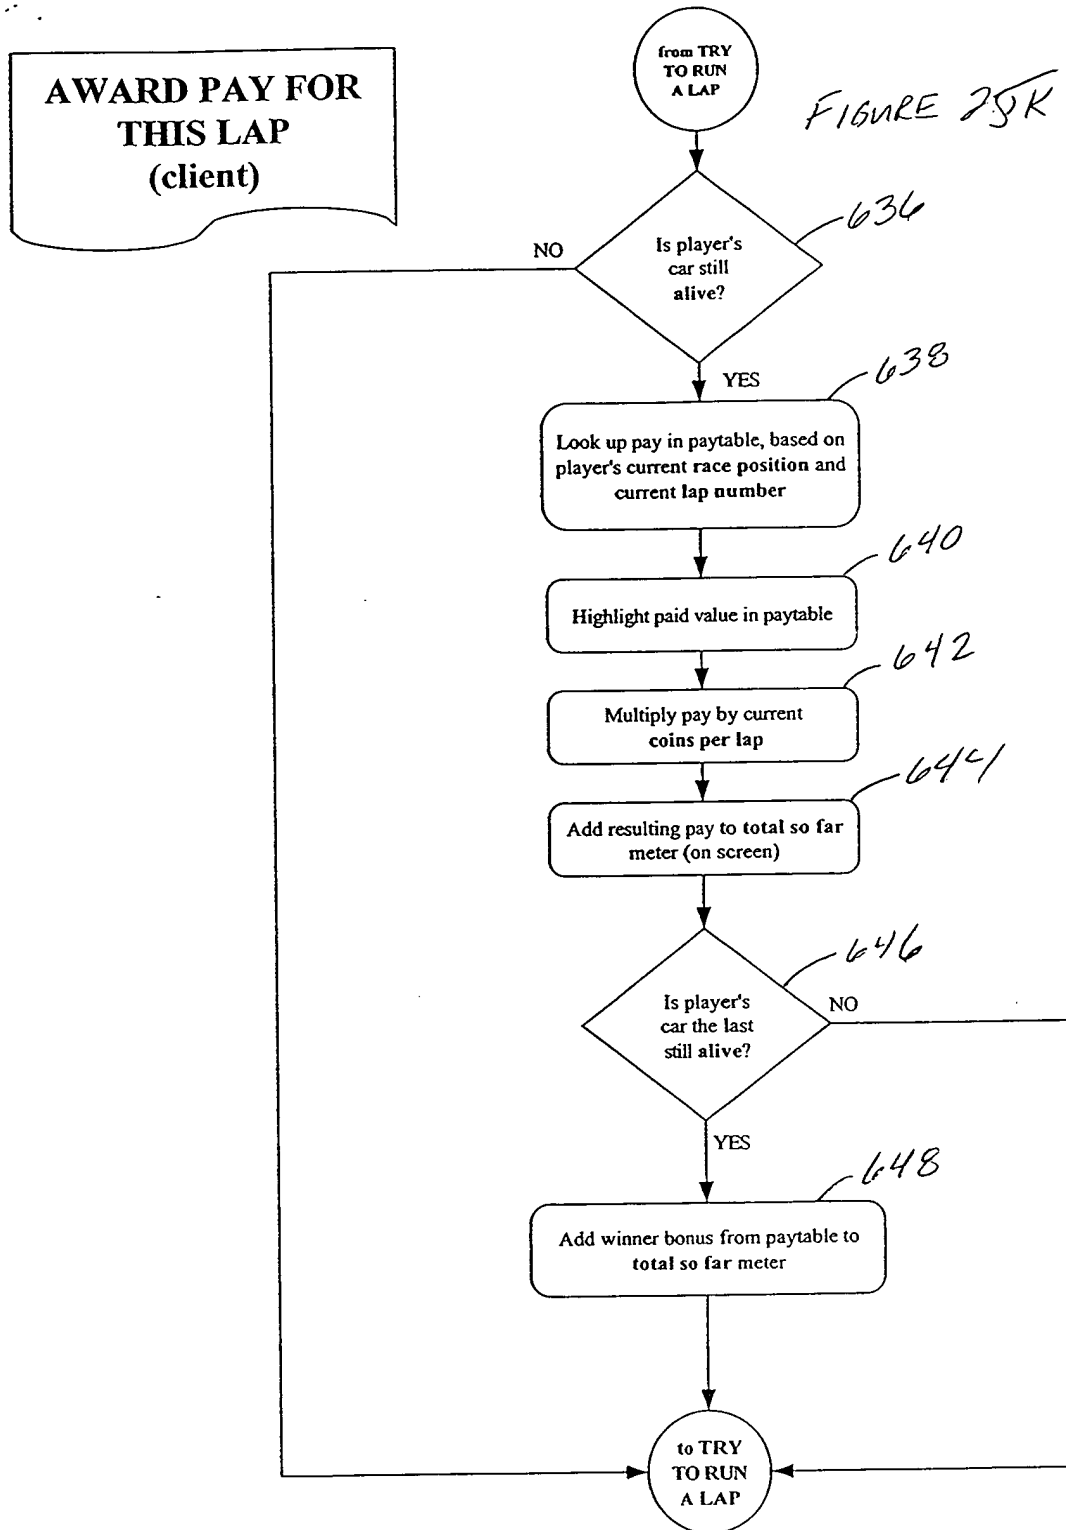 AWARD PAY FOR
THIS LAP
(client)
from TRY
TO RUN
A LAP
FIGURE 25K
636
Is player's
car still
alive?
NO
YES
638
Look up pay in paytable, based on
player's current race position and
current lap number
640
Highlight paid value in paytable
642
Multiply pay by current
coins per lap
644
Add resulting pay to total so far
meter (on screen)
646
Is player's
car the last
still alive?
NO
YES
648
Add winner bonus from paytable to
total so far meter
to TRY
TO RUN
A LAP